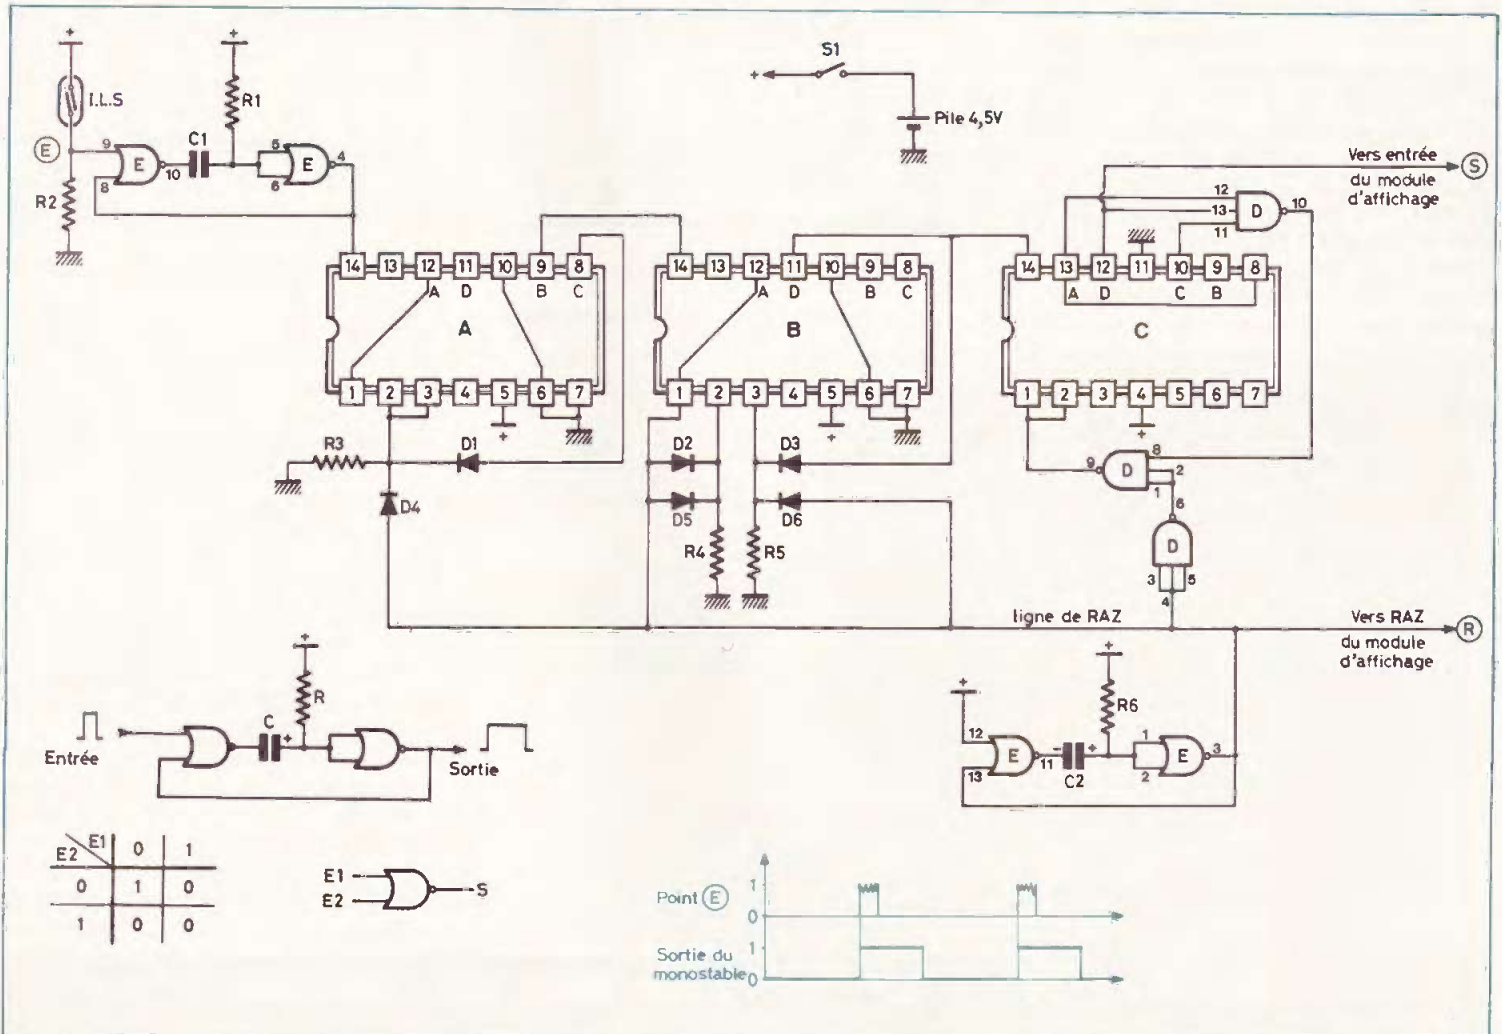 +
I.L.S
E
R2
9
8
E
10
C1
+
R1
5
6
E
4
S1
+
Pile 4,5V
Vers entrée
du module
d'affichage
S
12
13
11
D
10
14 13 12 11 10 9 8
A D B C
A
1 2 3 4 5 6 7
+
14 13 12 11 10 9 8
A D B C
B
1 2 3 4 5 6 7
+
14 13 12 11 10 9 8
A D C B
C
1 2 3 4 5 6 7
+
R3
D1
D4
D2
D5
R4
D3
D6
R5
9
D
8
2
1
6
D
3
5
4
ligne de RAZ
Vers RAZ
du module
d'affichage
R
+
R
C
+
Entrée
Sortie
+
12
13
E
11
-
+
C2
+
R6
1
2
E
3
E1 0 1
E2
0 1 0
1 0 0
E1
E2
S
Point E
1
0
Sortie du
monostable
1
0